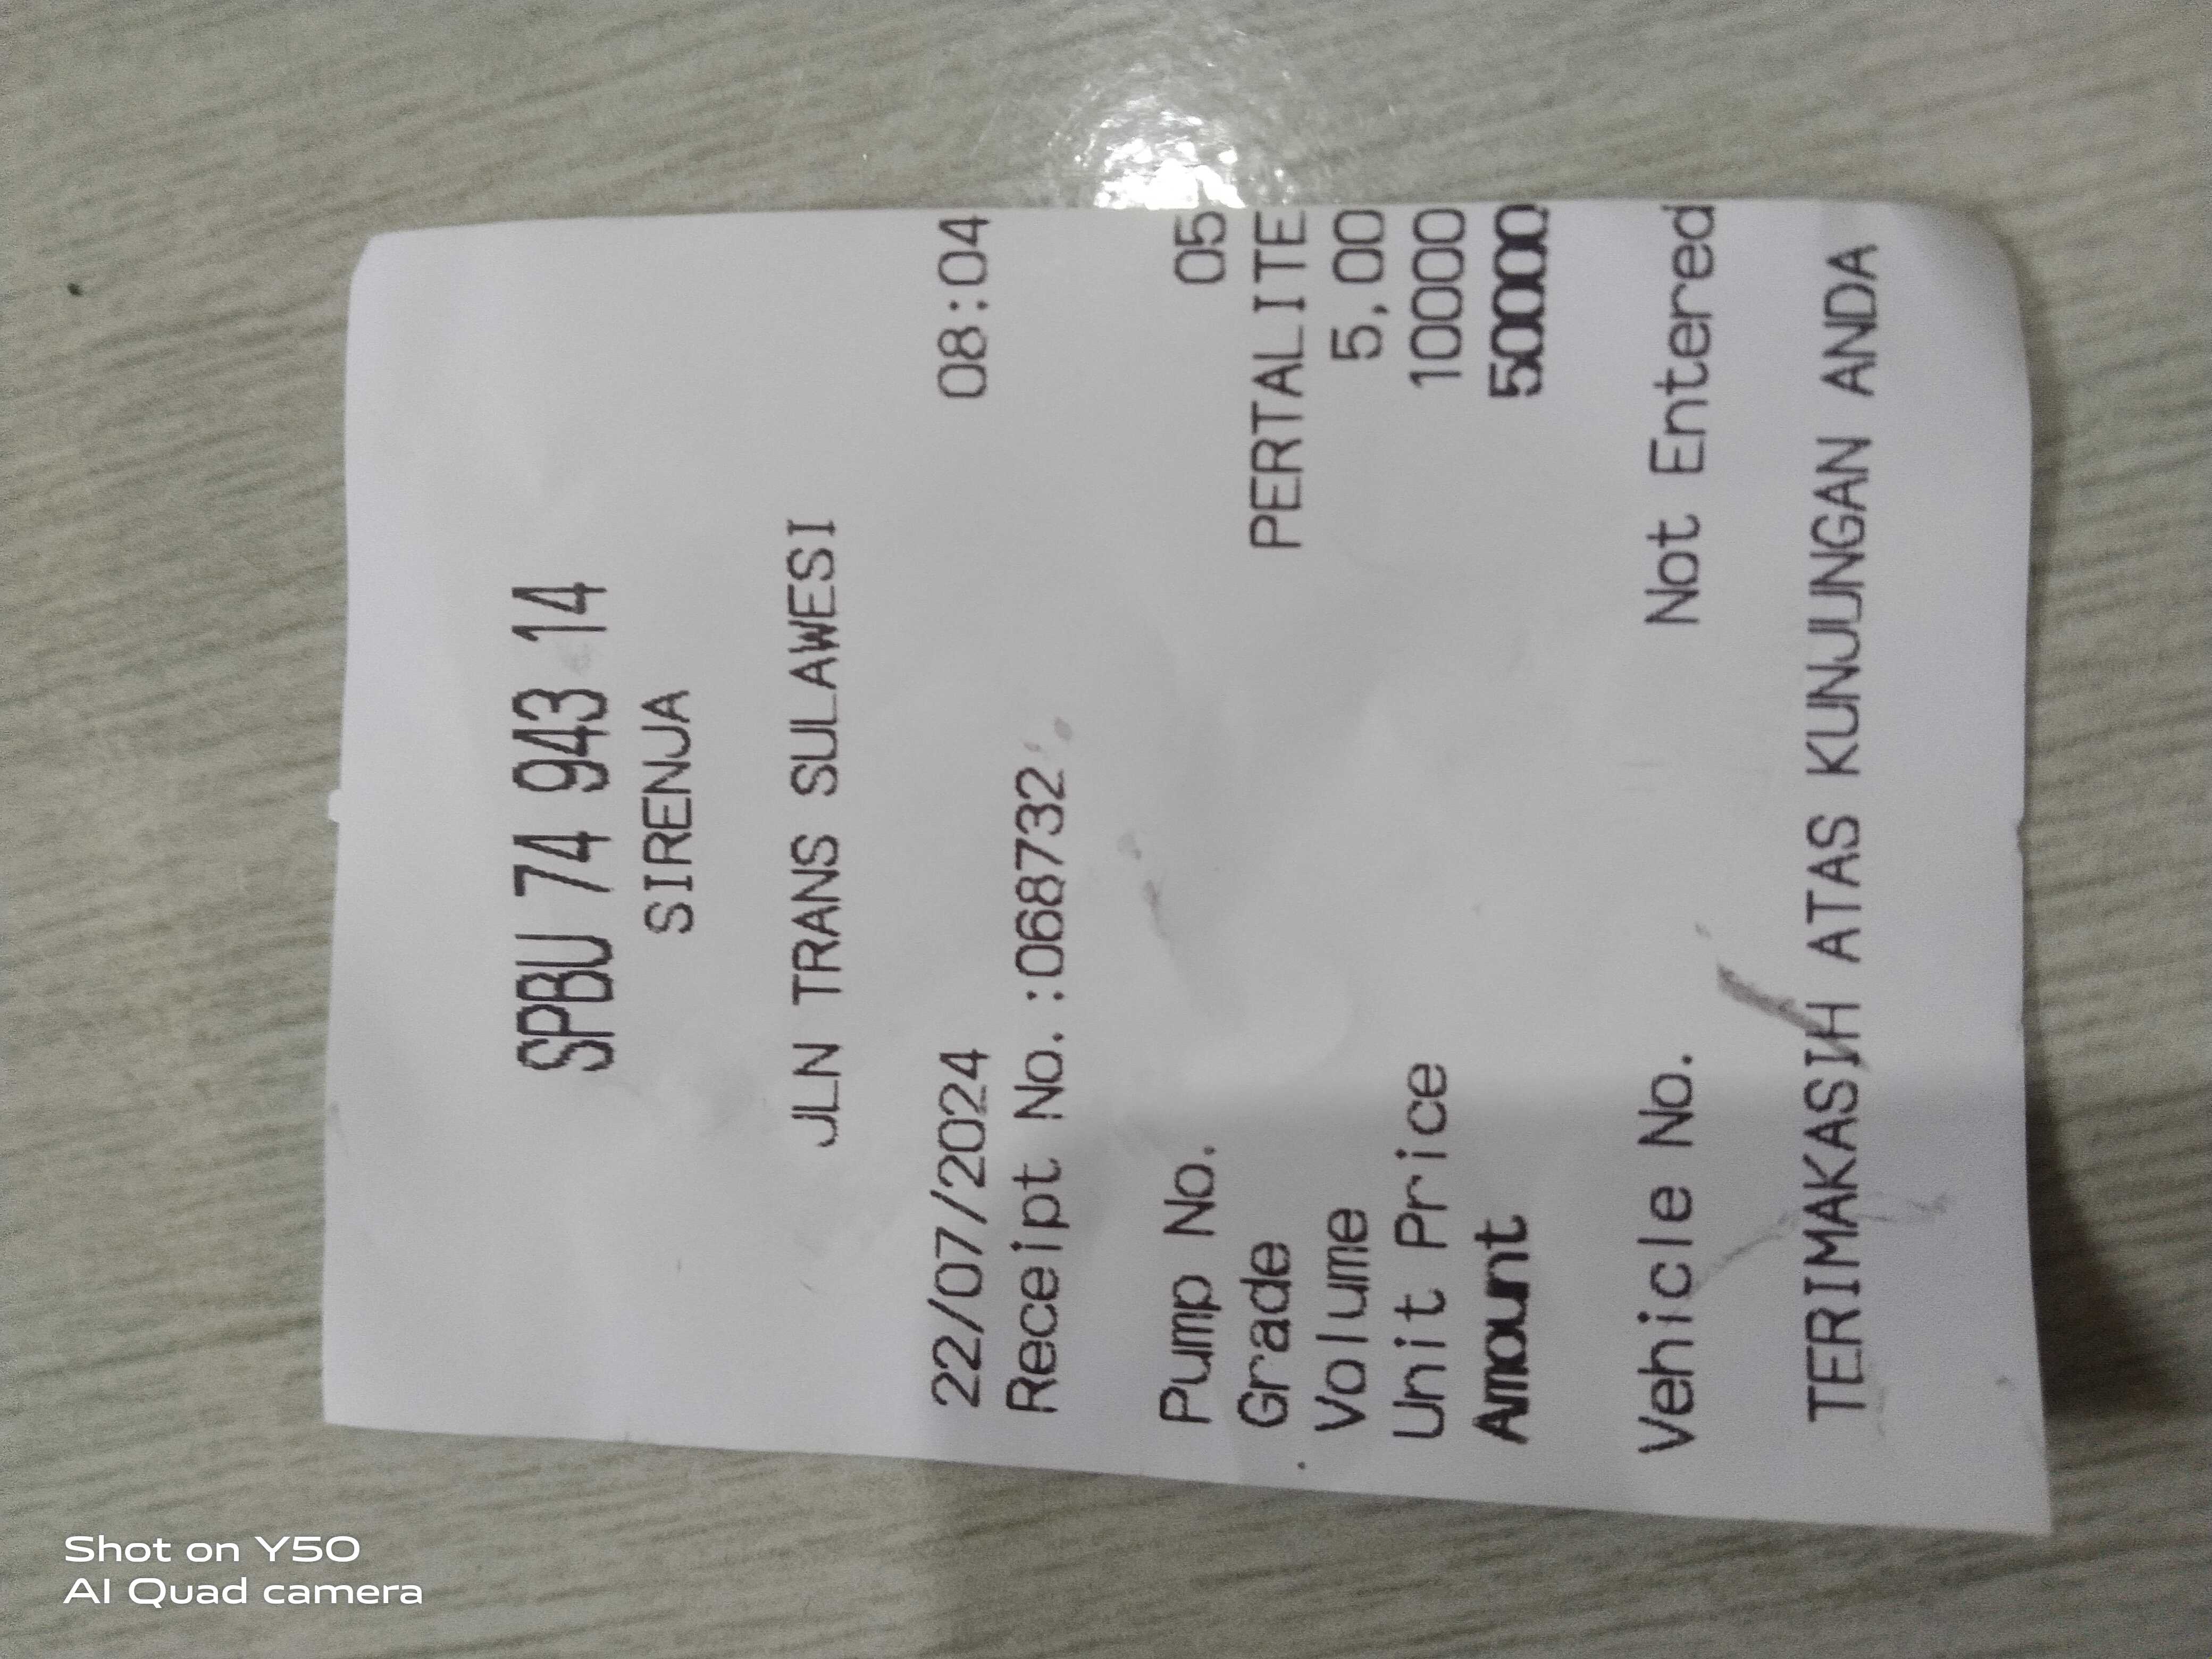 SPBU 74 943 14
SIRENJA
JLN TRANS SULAWESI
22/07/2024 08:04
Receipt No.:068732
Pump No. 05
Grade PERTALITE
Volume 5,00
Unit Price 10000
Amount 50000
Vehicle No. Not Entered
TERIMAKASIH ATAS KUNJUNGAN ANDA
Shot on Y50
AI Quad camera